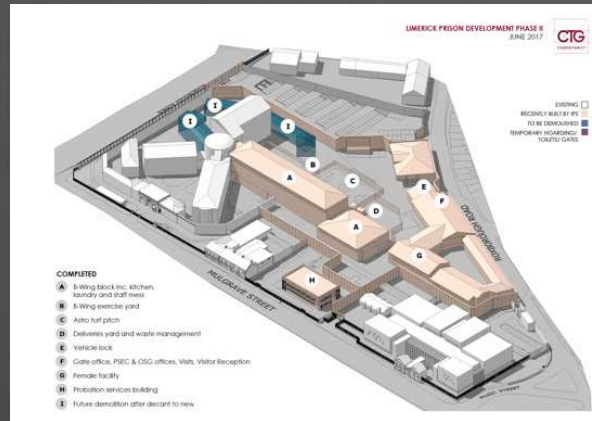 LIMERICK PRISON DEVELOPMENT PHASE II
JUNE 2017
CTG
EXISTING
RECENTLY BUILT BY IPS
TO BE DEMOLISHED
TEMPORARY HOARDING/
TOILETS/ GATES
I
I
I
B
C
A
D
A
E
F
G
H
ROXBOROUGH ROAD
MULGRAVE STREET
STREET
COMPLETED
A B-Wing block inc. kitchen,
laundry and staff mess
B B-Wing exercise yard
C Astro turf pitch
D Deliveries yard and waste management
E Vehicle lock
F Gate office, PSEC & OSG offices, Visits, Visitor Reception
G Female facility
H Probation services building
I Future demolition after decant to new